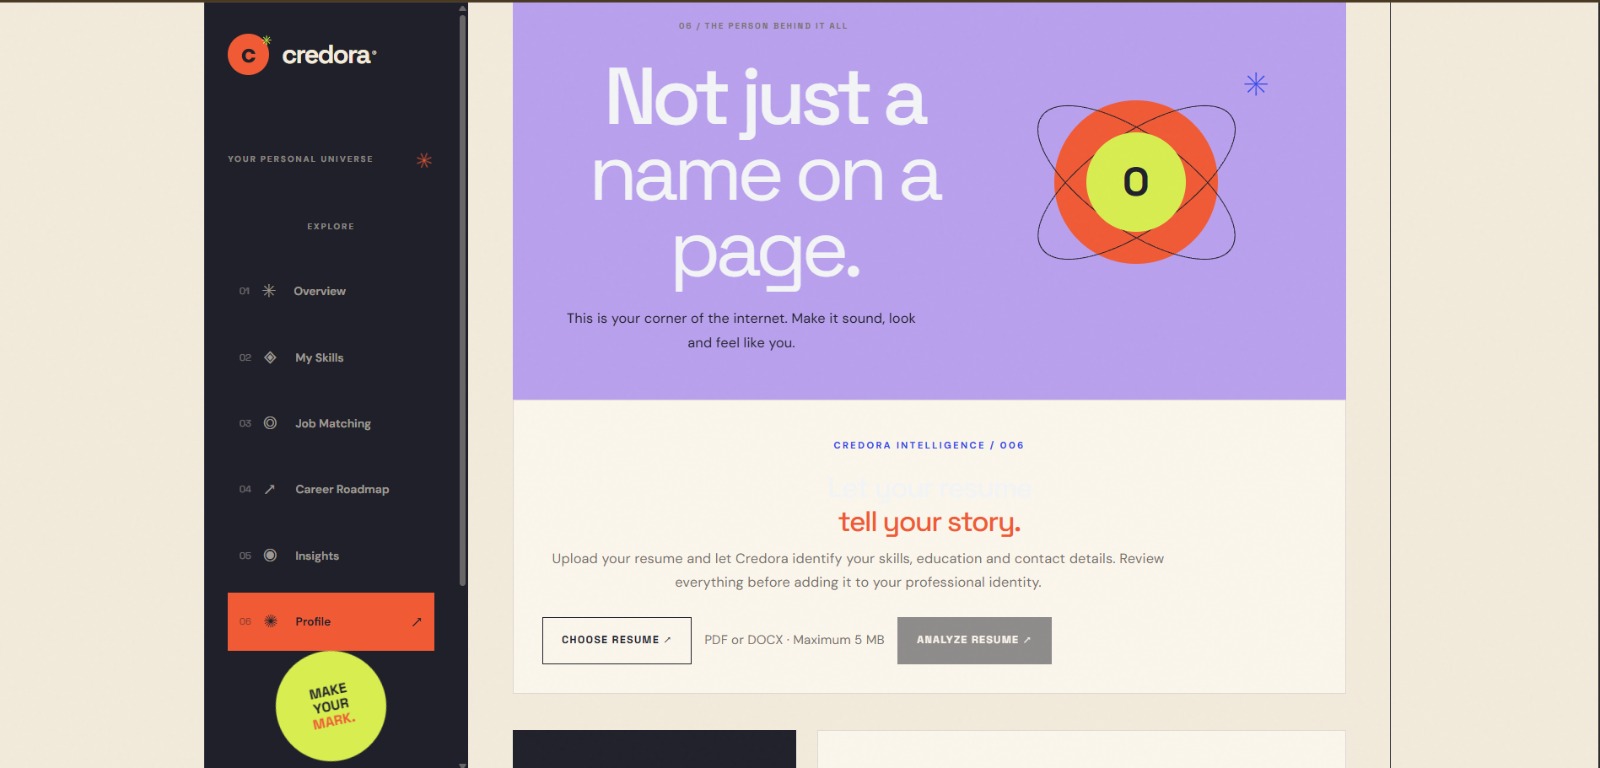 c credora
YOUR PERSONAL UNIVERSE
EXPLORE
01 Overview
02 My Skills
03 Job Matching
04 Career Roadmap
05 Insights
06 Profile ↗
MAKE
YOUR
MARK.
06 / THE PERSON BEHIND IT ALL
Not just a
name on a
page.
This is your corner of the internet. Make it sound, look
and feel like you.
0
CREDORA INTELLIGENCE / 006
Let your resume
tell your story.
Upload your resume and let Credora identify your skills, education and contact details. Review
everything before adding it to your professional identity.
CHOOSE RESUME ↗
PDF or DOCX · Maximum 5 MB
ANALYZE RESUME ↗